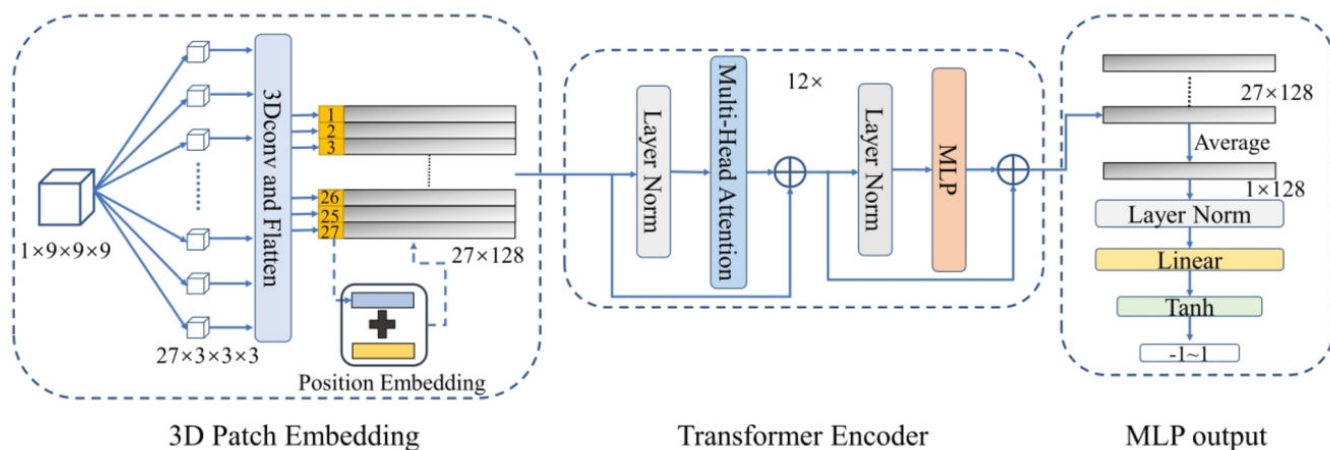 1×9×9×9
27×3×3×3
3Dconv and Flatten
1
2
3
26
25
27
27×128
Position Embedding
3D Patch Embedding
Layer Norm
Multi-Head Attention
12×
Layer Norm
MLP
Transformer Encoder
27×128
Average
1×128
Layer Norm
Linear
Tanh
-1~1
MLP output